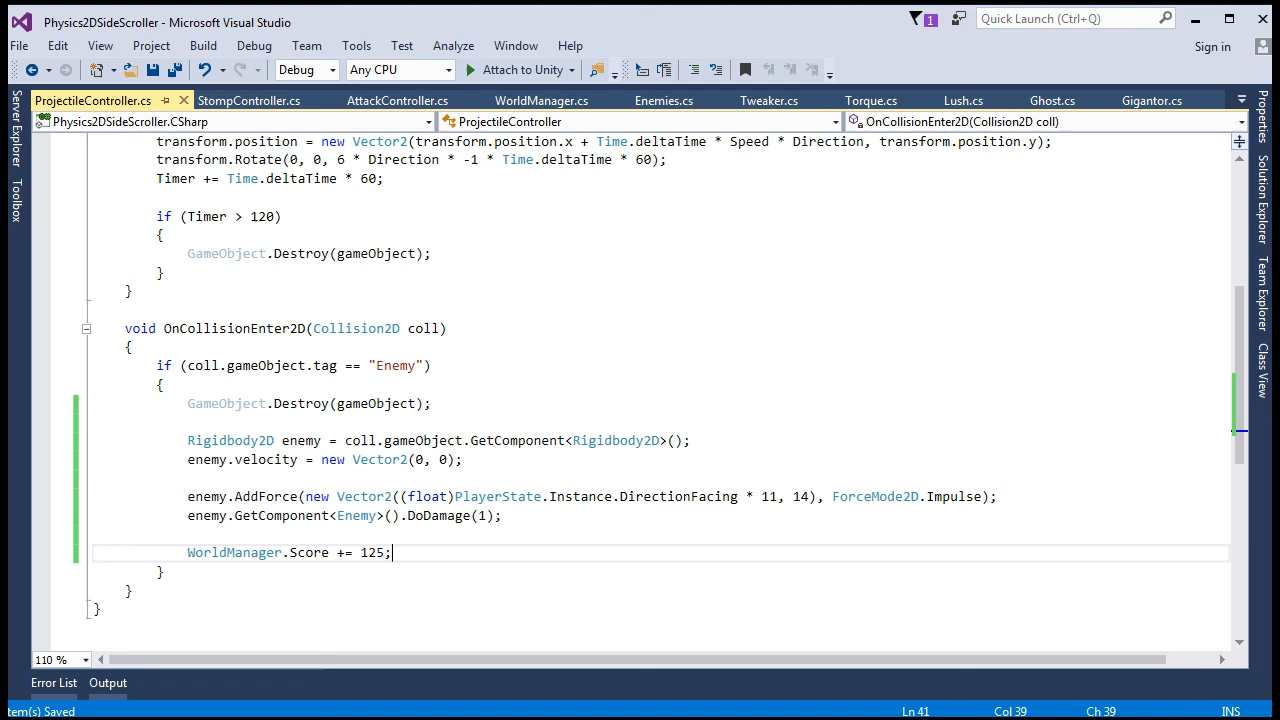 Physics2DSideScroller - Microsoft Visual Studio
1
Quick Launch (Ctrl+Q)
File Edit View Project Build Debug Team Tools Test Analyze Window Help
Sign in
Debug Any CPU Attach to Unity
ProjectileController.cs StompController.cs AttackController.cs WorldManager.cs Enemies.cs Tweaker.cs Torque.cs Lush.cs Ghost.cs Gigantor.cs
Physics2DSideScroller.CSharp ProjectileController OnCollisionEnter2D(Collision2D coll)
Server Explorer
Toolbox
transform.position = new Vector2(transform.position.x + Time.deltaTime * Speed * Direction, transform.position.y);
transform.Rotate(0, 0, 6 * Direction * -1 * Time.deltaTime * 60);
Timer += Time.deltaTime * 60;
if (Timer > 120)
{
GameObject.Destroy(gameObject);
}
}
void OnCollisionEnter2D(Collision2D coll)
{
if (coll.gameObject.tag == "Enemy")
{
GameObject.Destroy(gameObject);
Rigidbody2D enemy = coll.gameObject.GetComponent<Rigidbody2D>();
enemy.velocity = new Vector2(0, 0);
enemy.AddForce(new Vector2((float)PlayerState.Instance.DirectionFacing * 11, 14), ForceMode2D.Impulse);
enemy.GetComponent<Enemy>().DoDamage(1);
WorldManager.Score += 125;
}
}
}
Properties
Solution Explorer
Team Explorer
Class View
110 %
Error List Output
tem(s) Saved Ln 41 Col 39 Ch 39 INS